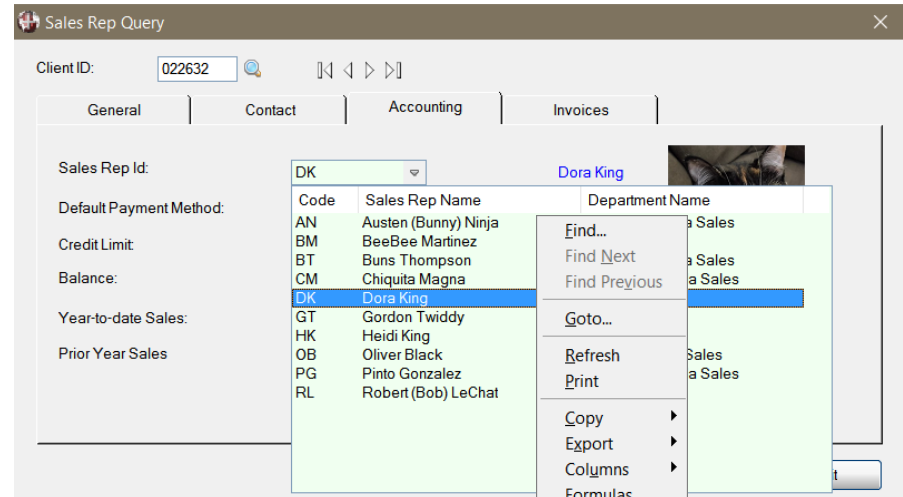 Sales Rep Query
Client ID: 022632
General Contact Accounting Invoices
Sales Rep Id: DK Dora King
Default Payment Method:
Credit Limit:
Balance:
Year-to-date Sales:
Prior Year Sales
Code Sales Rep Name Department Name
AN Austen (Bunny) Ninja Sales
BM BeeBee Martinez
BT Buns Thompson Sales
CM Chiquita Magna a Sales
DK Dora King
GT Gordon Twiddy
HK Heidi King
OB Oliver Black Sales
PG Pinto Gonzalez a Sales
RL Robert (Bob) LeChat
Find...
Find Next
Find Previous
Goto...
Refresh
Print
Copy
Export
Columns
Formulas